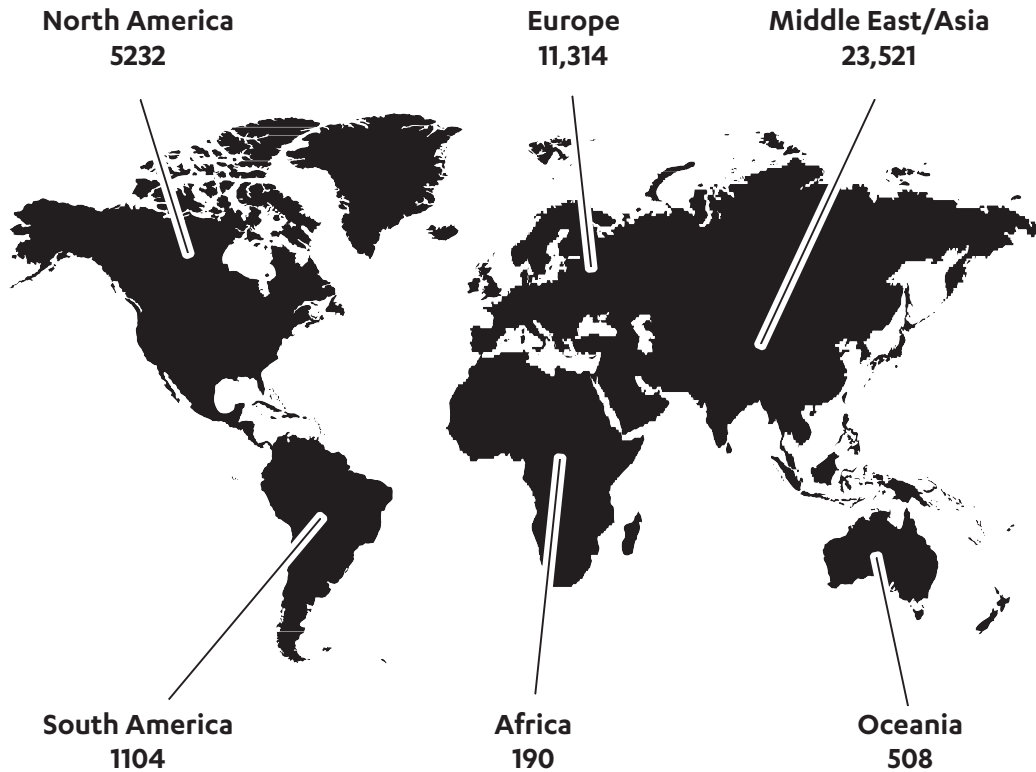 North America
5232
Europe
11,314
Middle East/Asia
23,521
South America
1104
Africa
190
Oceania
508